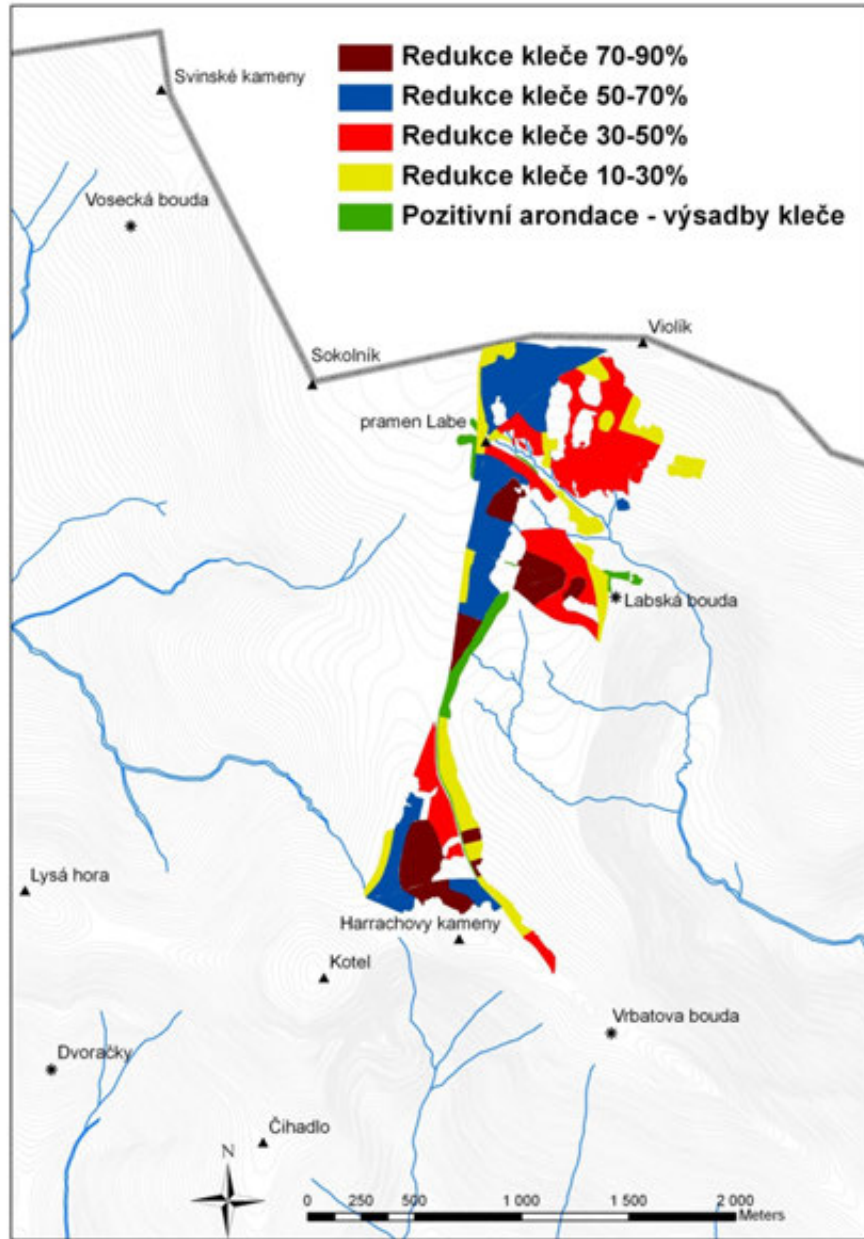 Redukce kleče 70-90%
Redukce kleče 50-70%
Redukce kleče 30-50%
Redukce kleče 10-30%
Pozitivní arondace - výsadby kleče
Svinské kameny
Vosecká bouda
Violík
Sokolník
pramen Labe
Labská bouda
Lysá hora
Harrachovy kameny
Kotel
Vrbatova bouda
Dvoračky
Čihadlo
N
0 250 500 1 000 1 500 2 000
Meters